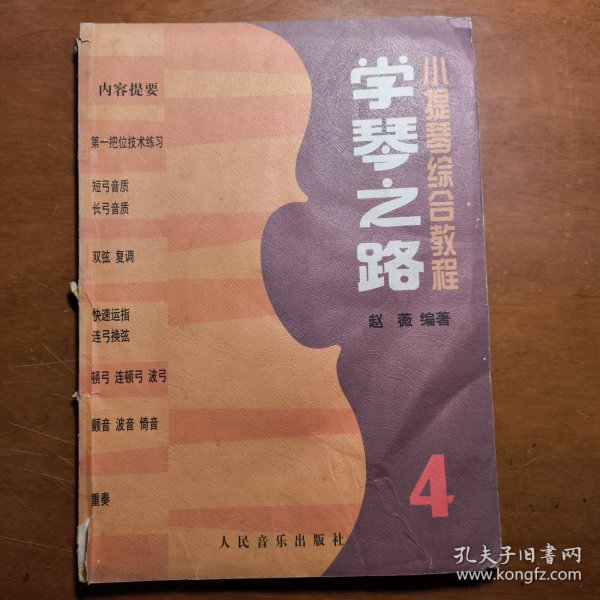 小提琴综合教程
学琴之路
赵薇 编著
内容提要
第一把位技术练习
短弓音质
长弓音质
双弦 复调
快速运指
连弓换弦
顿弓 连顿弓 波弓
颤音 波音 倚音
重奏
4
人民音乐出版社
孔夫子旧书网
www.kongfz.com